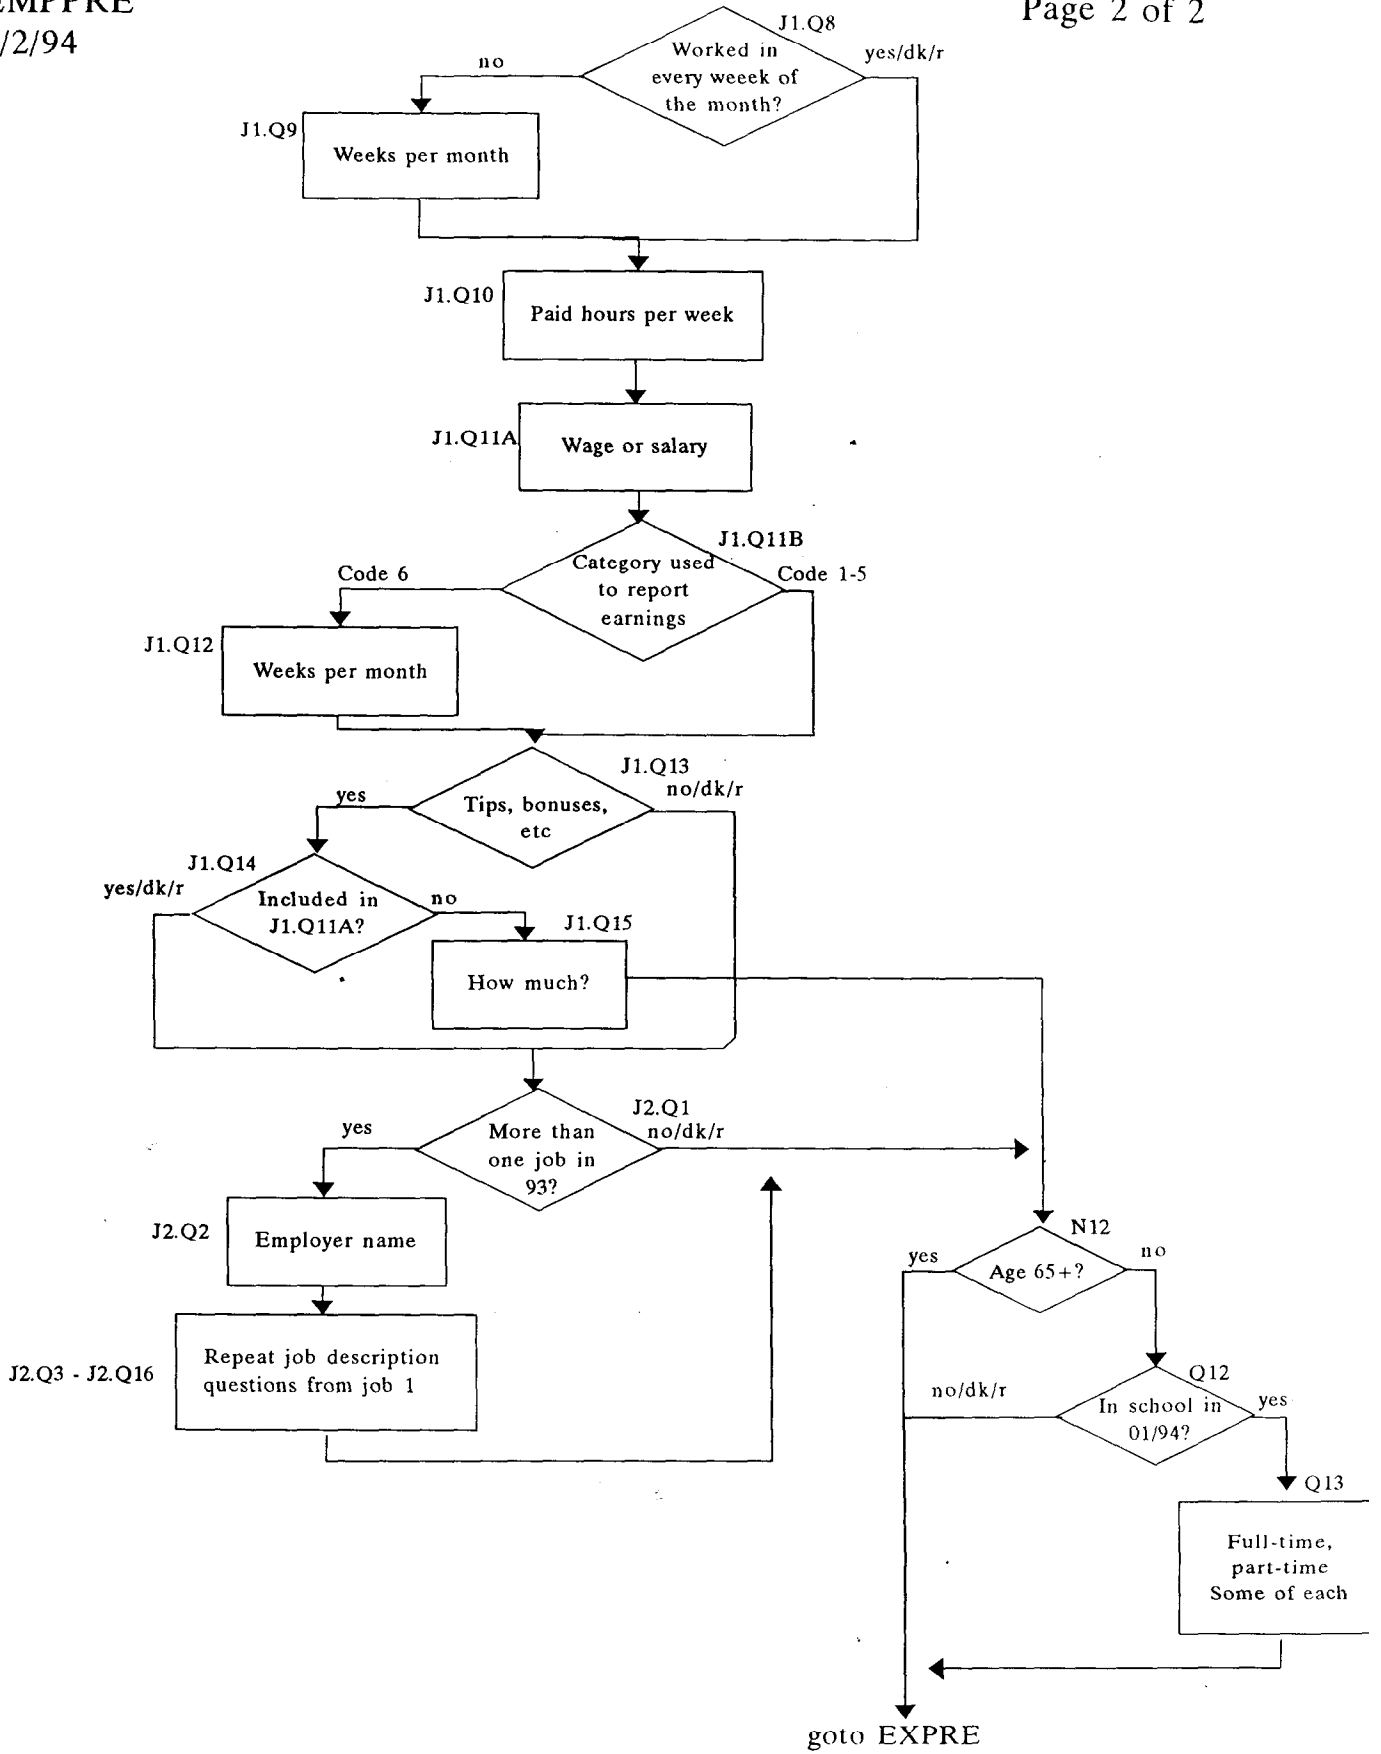 EMPPRE
/2/94
Page 2 of 2
J1.Q8
Worked in
every weeek of
the month?
no
yes/dk/r
J1.Q9
Weeks per month
J1.Q10
Paid hours per week
J1.Q11A
Wage or salary
J1.Q11B
Category used
to report
earnings
Code 6
Code 1-5
J1.Q12
Weeks per month
J1.Q13
no/dk/r
yes
Tips, bonuses,
etc
J1.Q14
yes/dk/r
Included in
J1.Q11A?
no
J1.Q15
How much?
J2.Q1
no/dk/r
yes
More than
one job in
93?
J2.Q2
Employer name
J2.Q3 - J2.Q16
Repeat job description
questions from job 1
N12
yes
no
Age 65+?
Q12
no/dk/r
yes
In school in
01/94?
Q13
Full-time,
part-time
Some of each
goto EXPRE